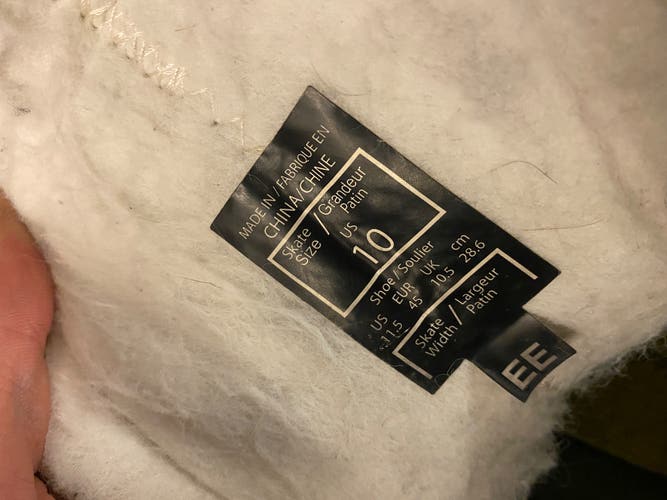 MADE IN / FABRIQUE EN
CHINA/CHINE
Skate Size / Grandeur Patin
US
10
Shoe / Soulier
US EUR UK cm
11.5 45 10.5 28.6
Skate Width / Largeur Patin
EE